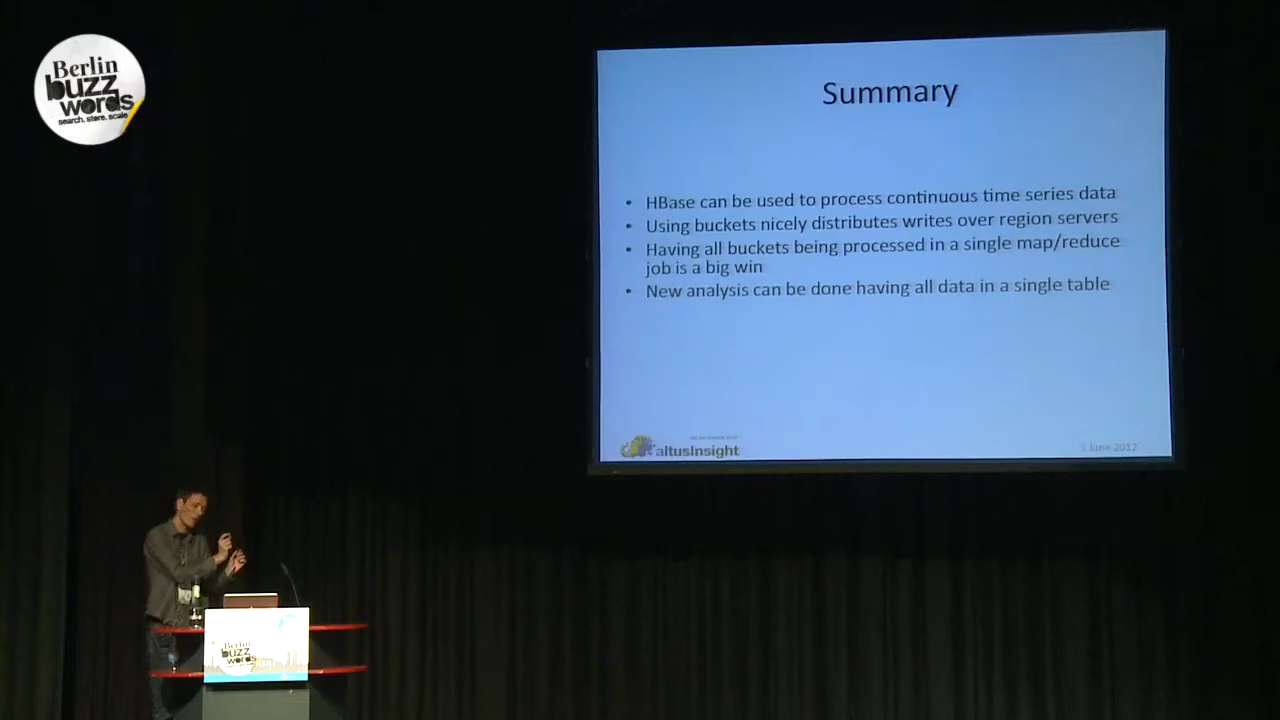 Berlin
buzz
words
search. store. scale
Summary
• HBase can be used to process continuous time series data
• Using buckets nicely distributes writes over region servers
• Having all buckets being processed in a single map/reduce
job is a big win
• New analysis can be done having all data in a single table
altusInsight
5 June 2012
Berlin
buzz
words